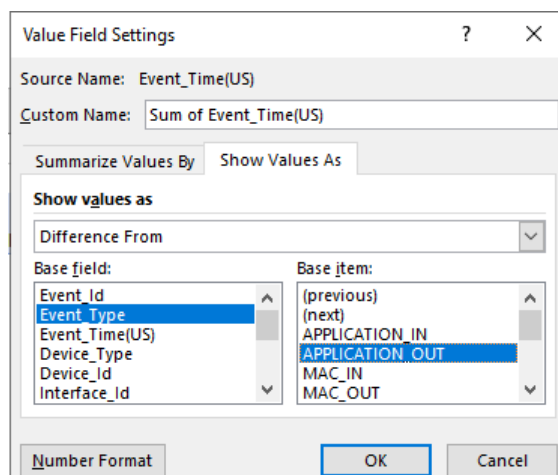 Value Field Settings ?
Source Name: Event_Time(US)
Custom Name: Sum of Event_Time(US)
Summarize Values By Show Values As
Show values as
Difference From
Base field: Base item:
Event_Id (previous)
Event_Type (next)
Event_Time(US) APPLICATION_IN
Device_Type APPLICATION_OUT
Device_Id MAC_IN
Interface_Id MAC_OUT
Number Format OK Cancel